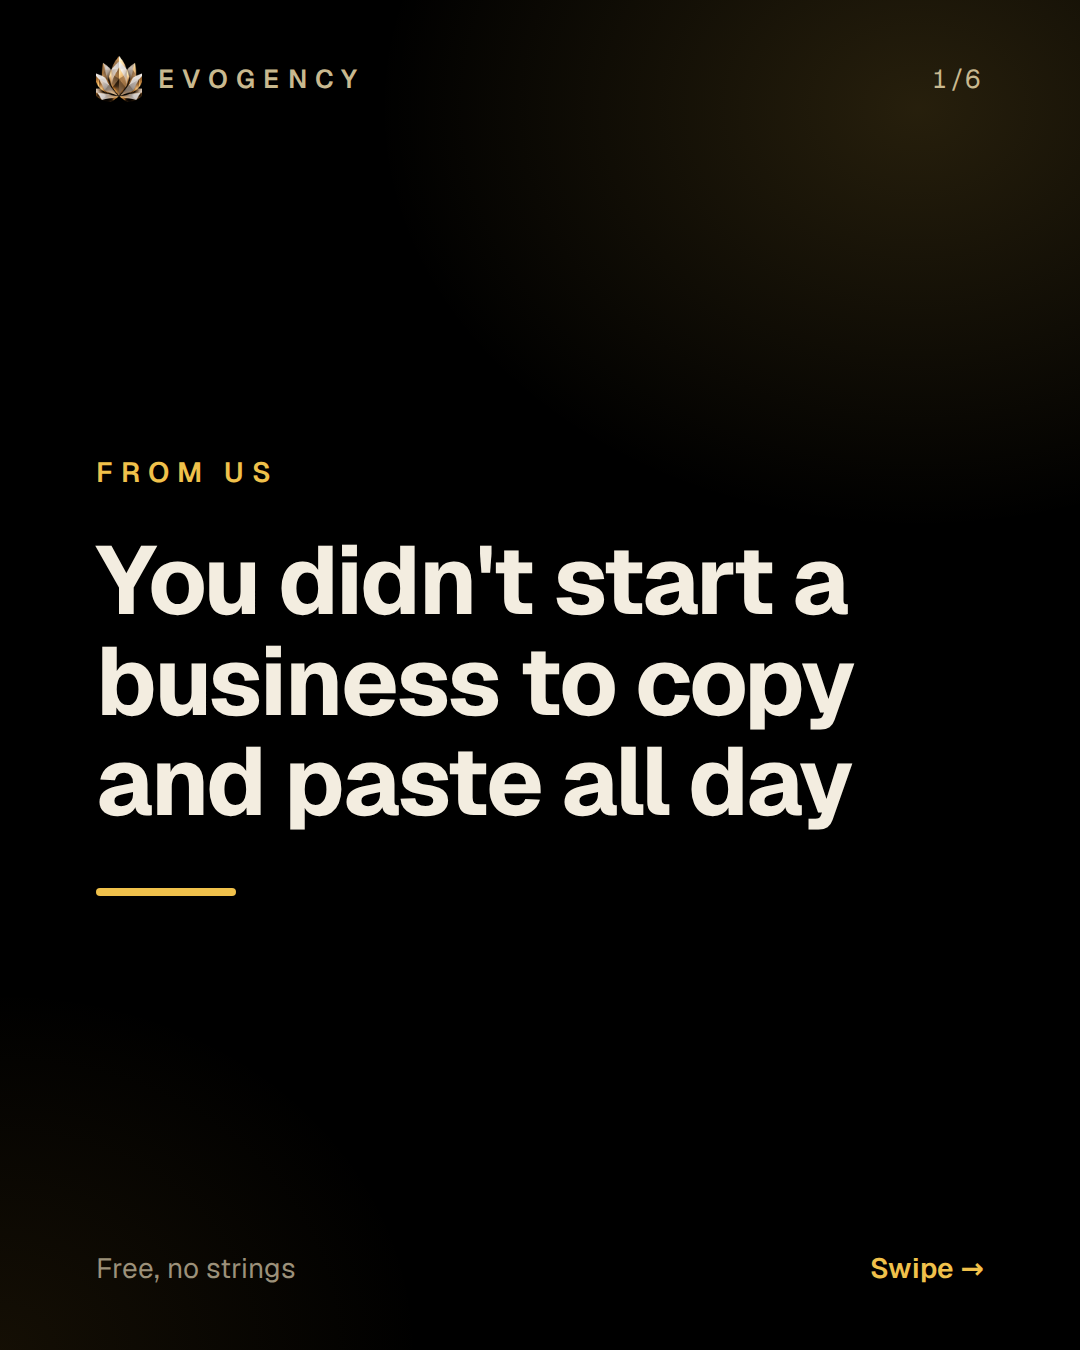 EVOGENCY
1/6
FROM US
You didn't start a
business to copy
and paste all day
Free, no strings
Swipe →